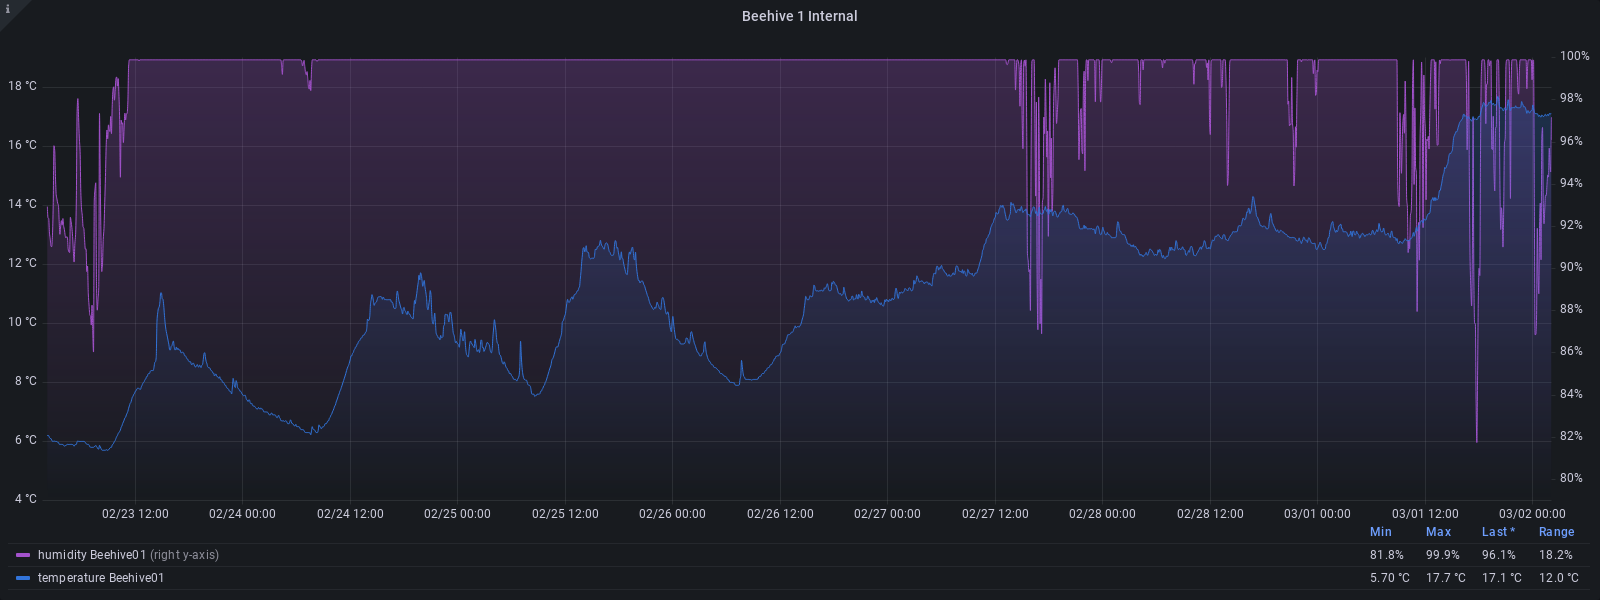 i
Beehive 1 Internal
18 °C
16 °C
14 °C
12 °C
10 °C
8 °C
6 °C
4 °C
100%
98%
96%
94%
92%
90%
88%
86%
84%
82%
80%
02/23 12:00 02/24 00:00 02/24 12:00 02/25 00:00 02/25 12:00 02/26 00:00 02/26 12:00 02/27 00:00 02/27 12:00 02/28 00:00 02/28 12:00 03/01 00:00 03/01 12:00 03/02 00:00
Min Max Last * Range
humidity Beehive01 (right y-axis) 81.8% 99.9% 96.1% 18.2%
temperature Beehive01 5.70 °C 17.7 °C 17.1 °C 12.0 °C